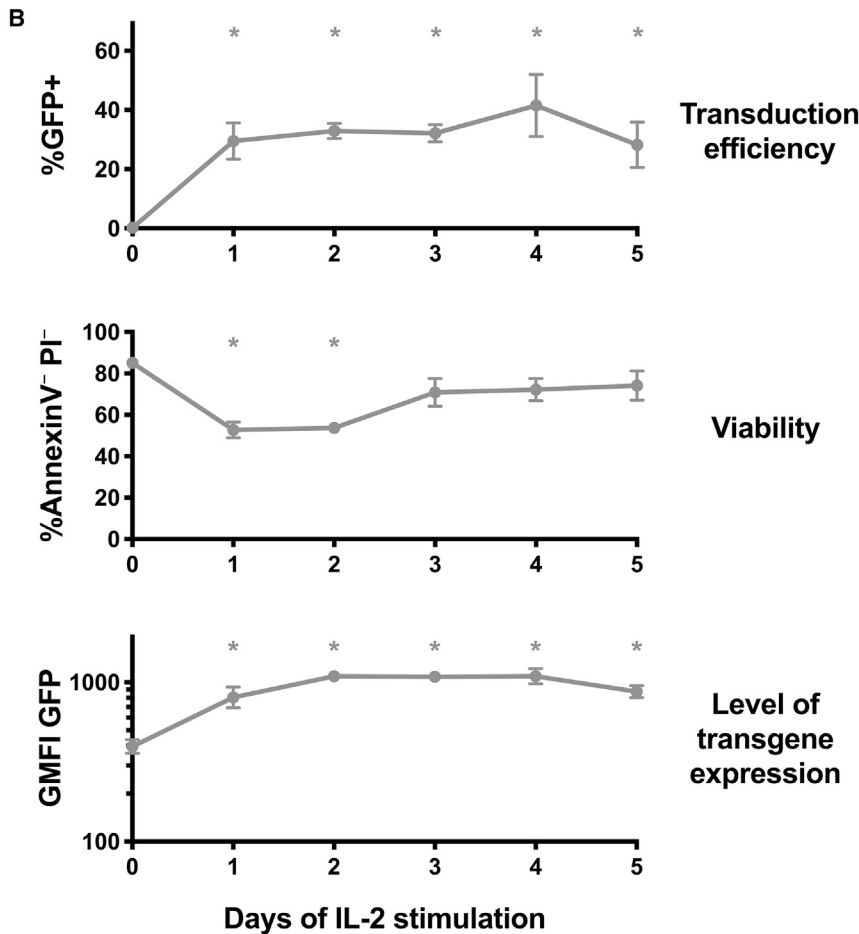 B
%GFP+
60
40
20
0
* * * * *
0 1 2 3 4 5
Transduction
efficiency
%AnnexinV⁻ PI⁻
100
80
60
40
20
0
* *
0 1 2 3 4 5
Viability
GMFI GFP
1000
100
* * * * *
0 1 2 3 4 5
Level of
transgene
expression
Days of IL-2 stimulation